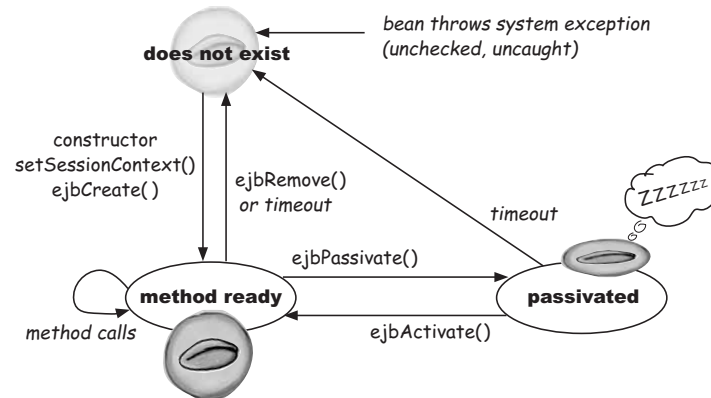 bean throws system exception
(unchecked, uncaught)
does not exist
constructor
setSessionContext()
ejbCreate()
ejbRemove()
or timeout
timeout
ZZZZZZZ
ejbPassivate()
method ready
passivated
method calls
ejbActivate()